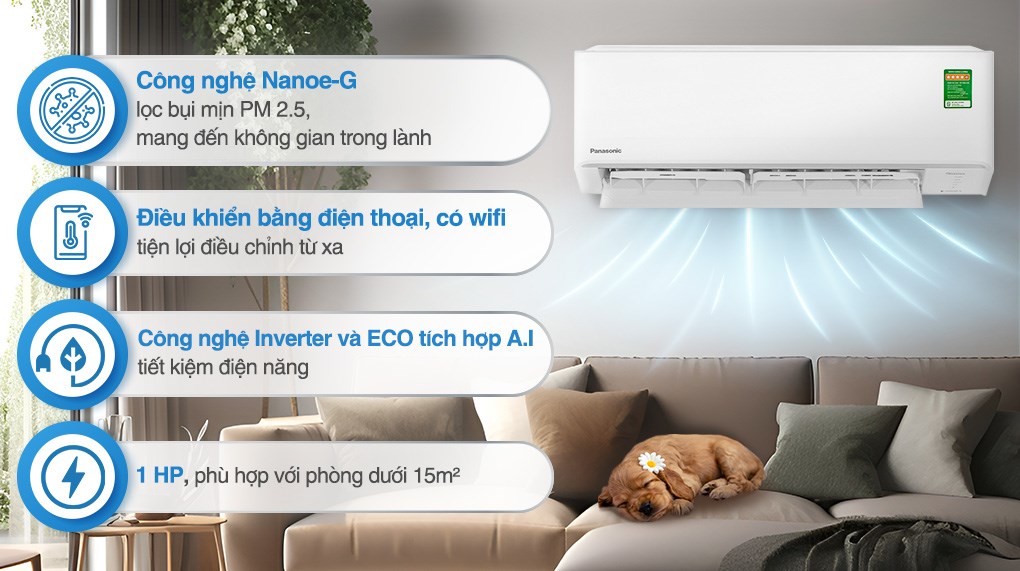 Công nghệ Nanoe-G
lọc bụi mịn PM 2.5,
mang đến không gian trong lành
Điều khiển bằng điện thoại, có wifi
tiện lợi điều chỉnh từ xa
Công nghệ Inverter và ECO tích hợp A.I
tiết kiệm điện năng
1 HP, phù hợp với phòng dưới 15m²
Panasonic